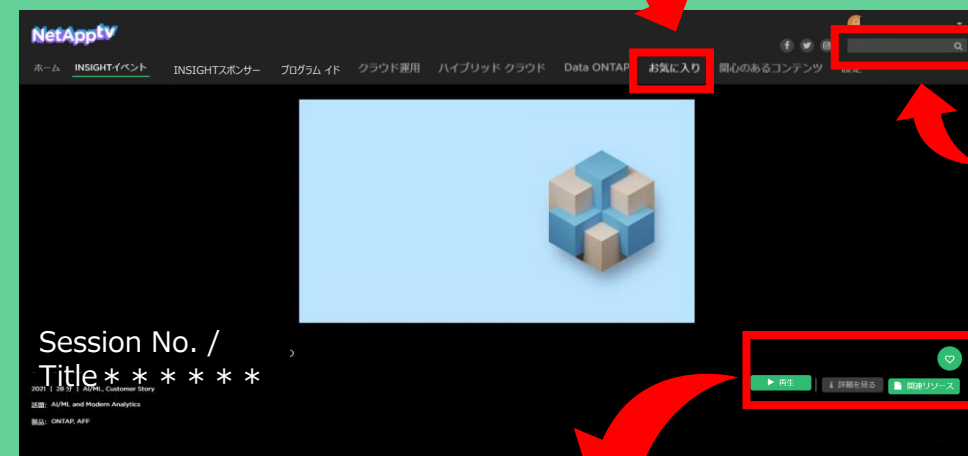 NetApptv
ホーム INSIGHTイベント INSIGHTスポンサー プログラム イド クラウド運用 ハイブリッド クラウド Data ONTAP お気に入り 関心のあるコンテンツ
Session No. /
Title＊＊＊＊＊＊
2021 | 28 分 | AI/ML, Customer Story
話題: AI/ML and Modern Analytics
製品: ONTAP, AFF
再生 詳細を見る 関連リソース